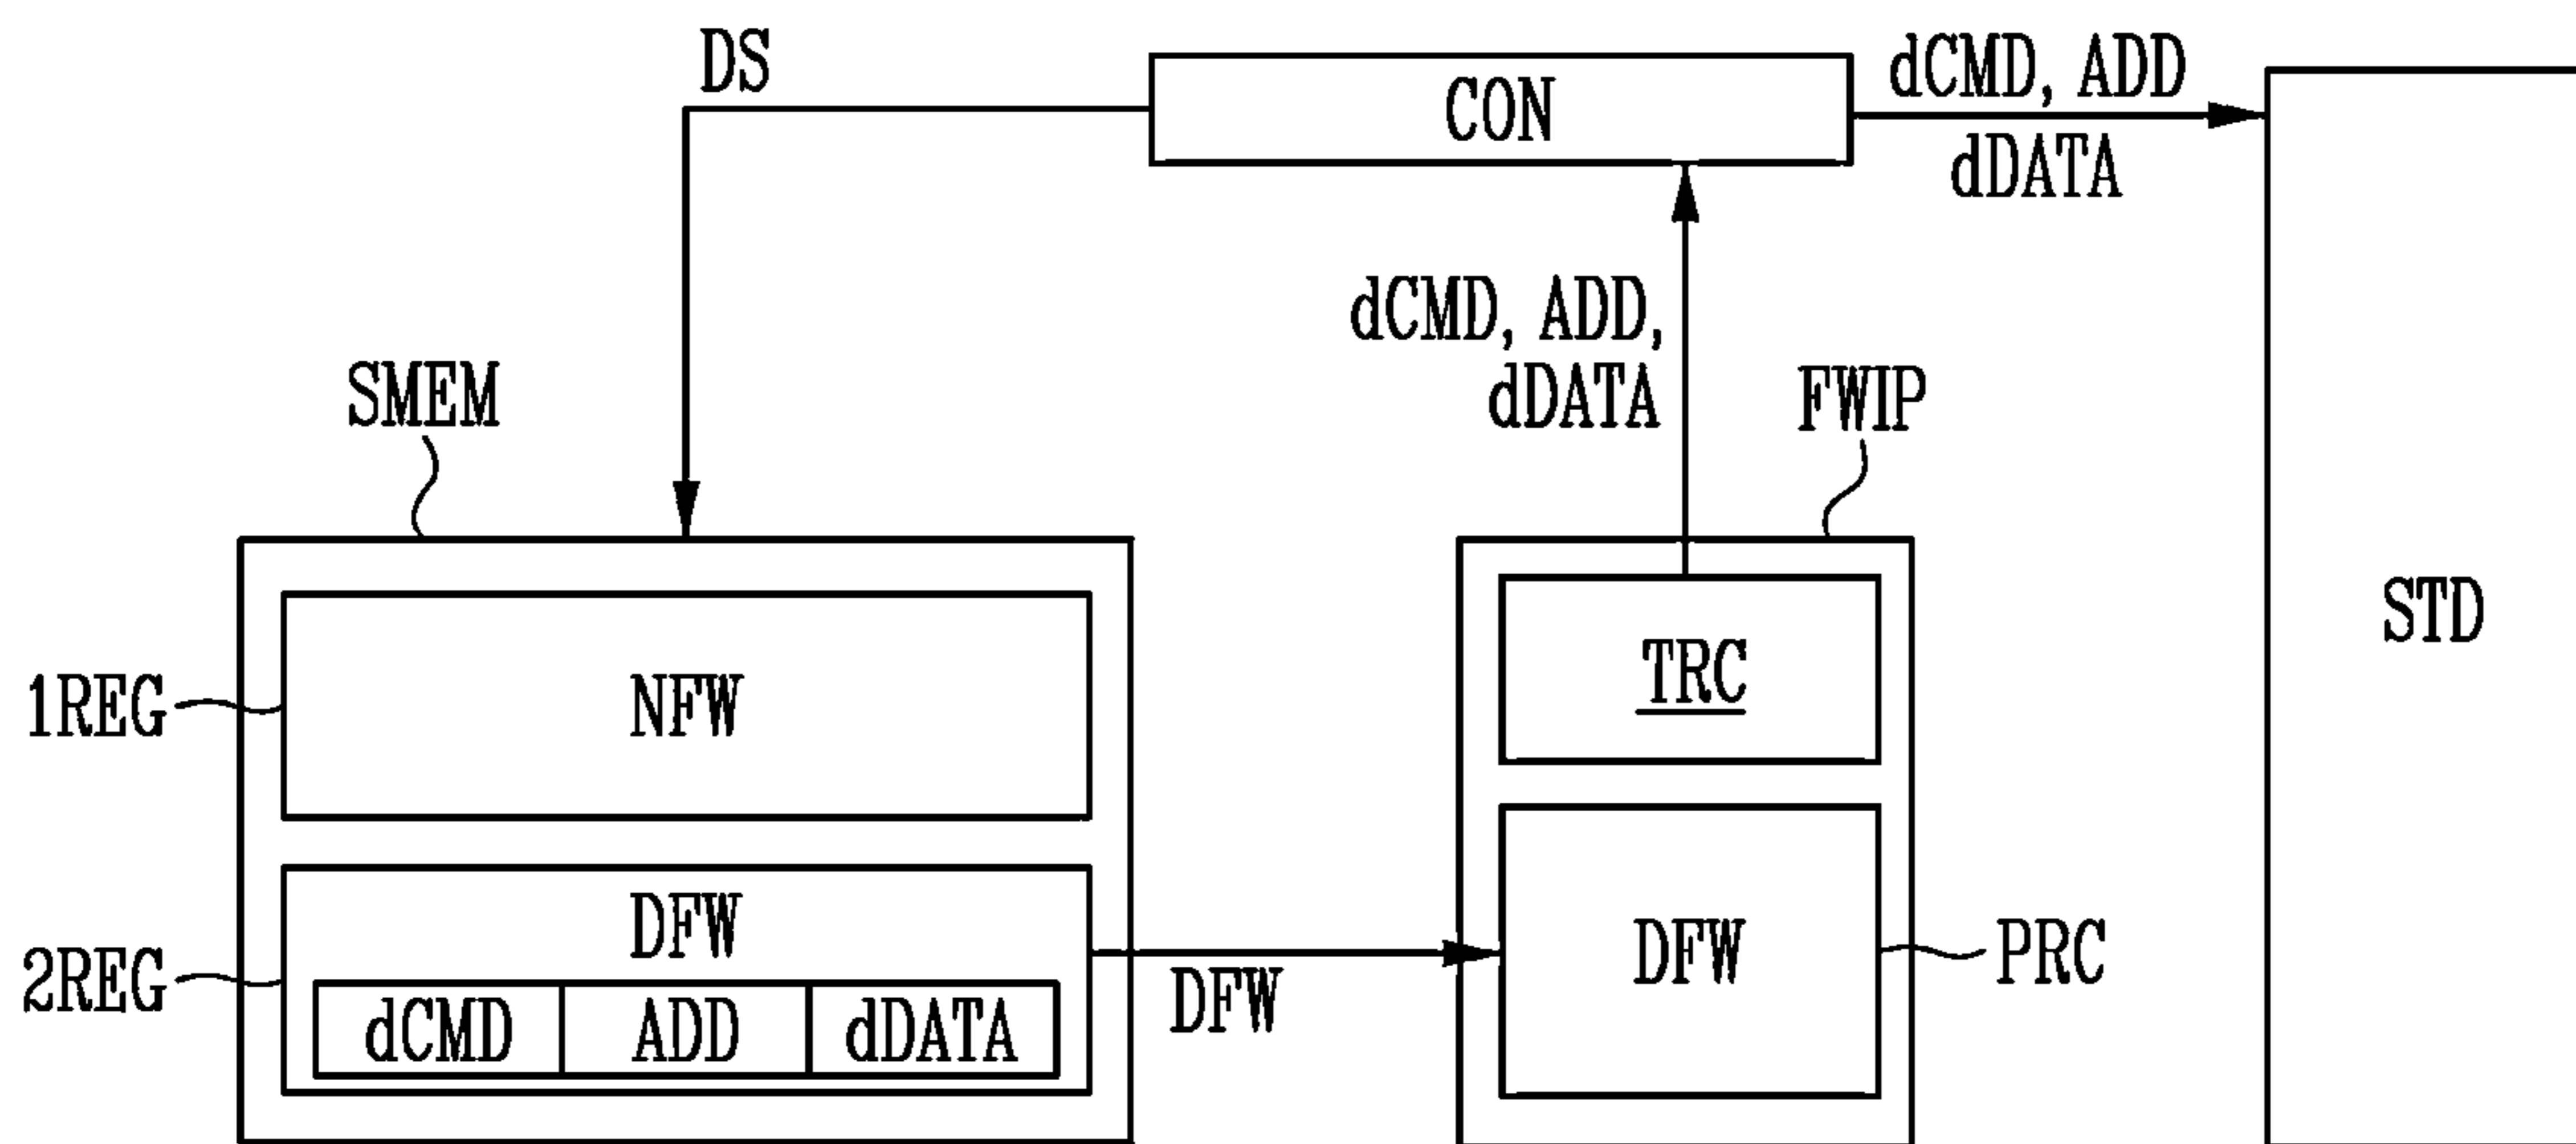 DS
CON
dCMD, ADD
dDATA
dCMD, ADD,
dDATA
SMEM
FWIP
STD
1REG
NFW
TRC
2REG
DFW
dCMD ADD dDATA
DFW
DFW
PRC